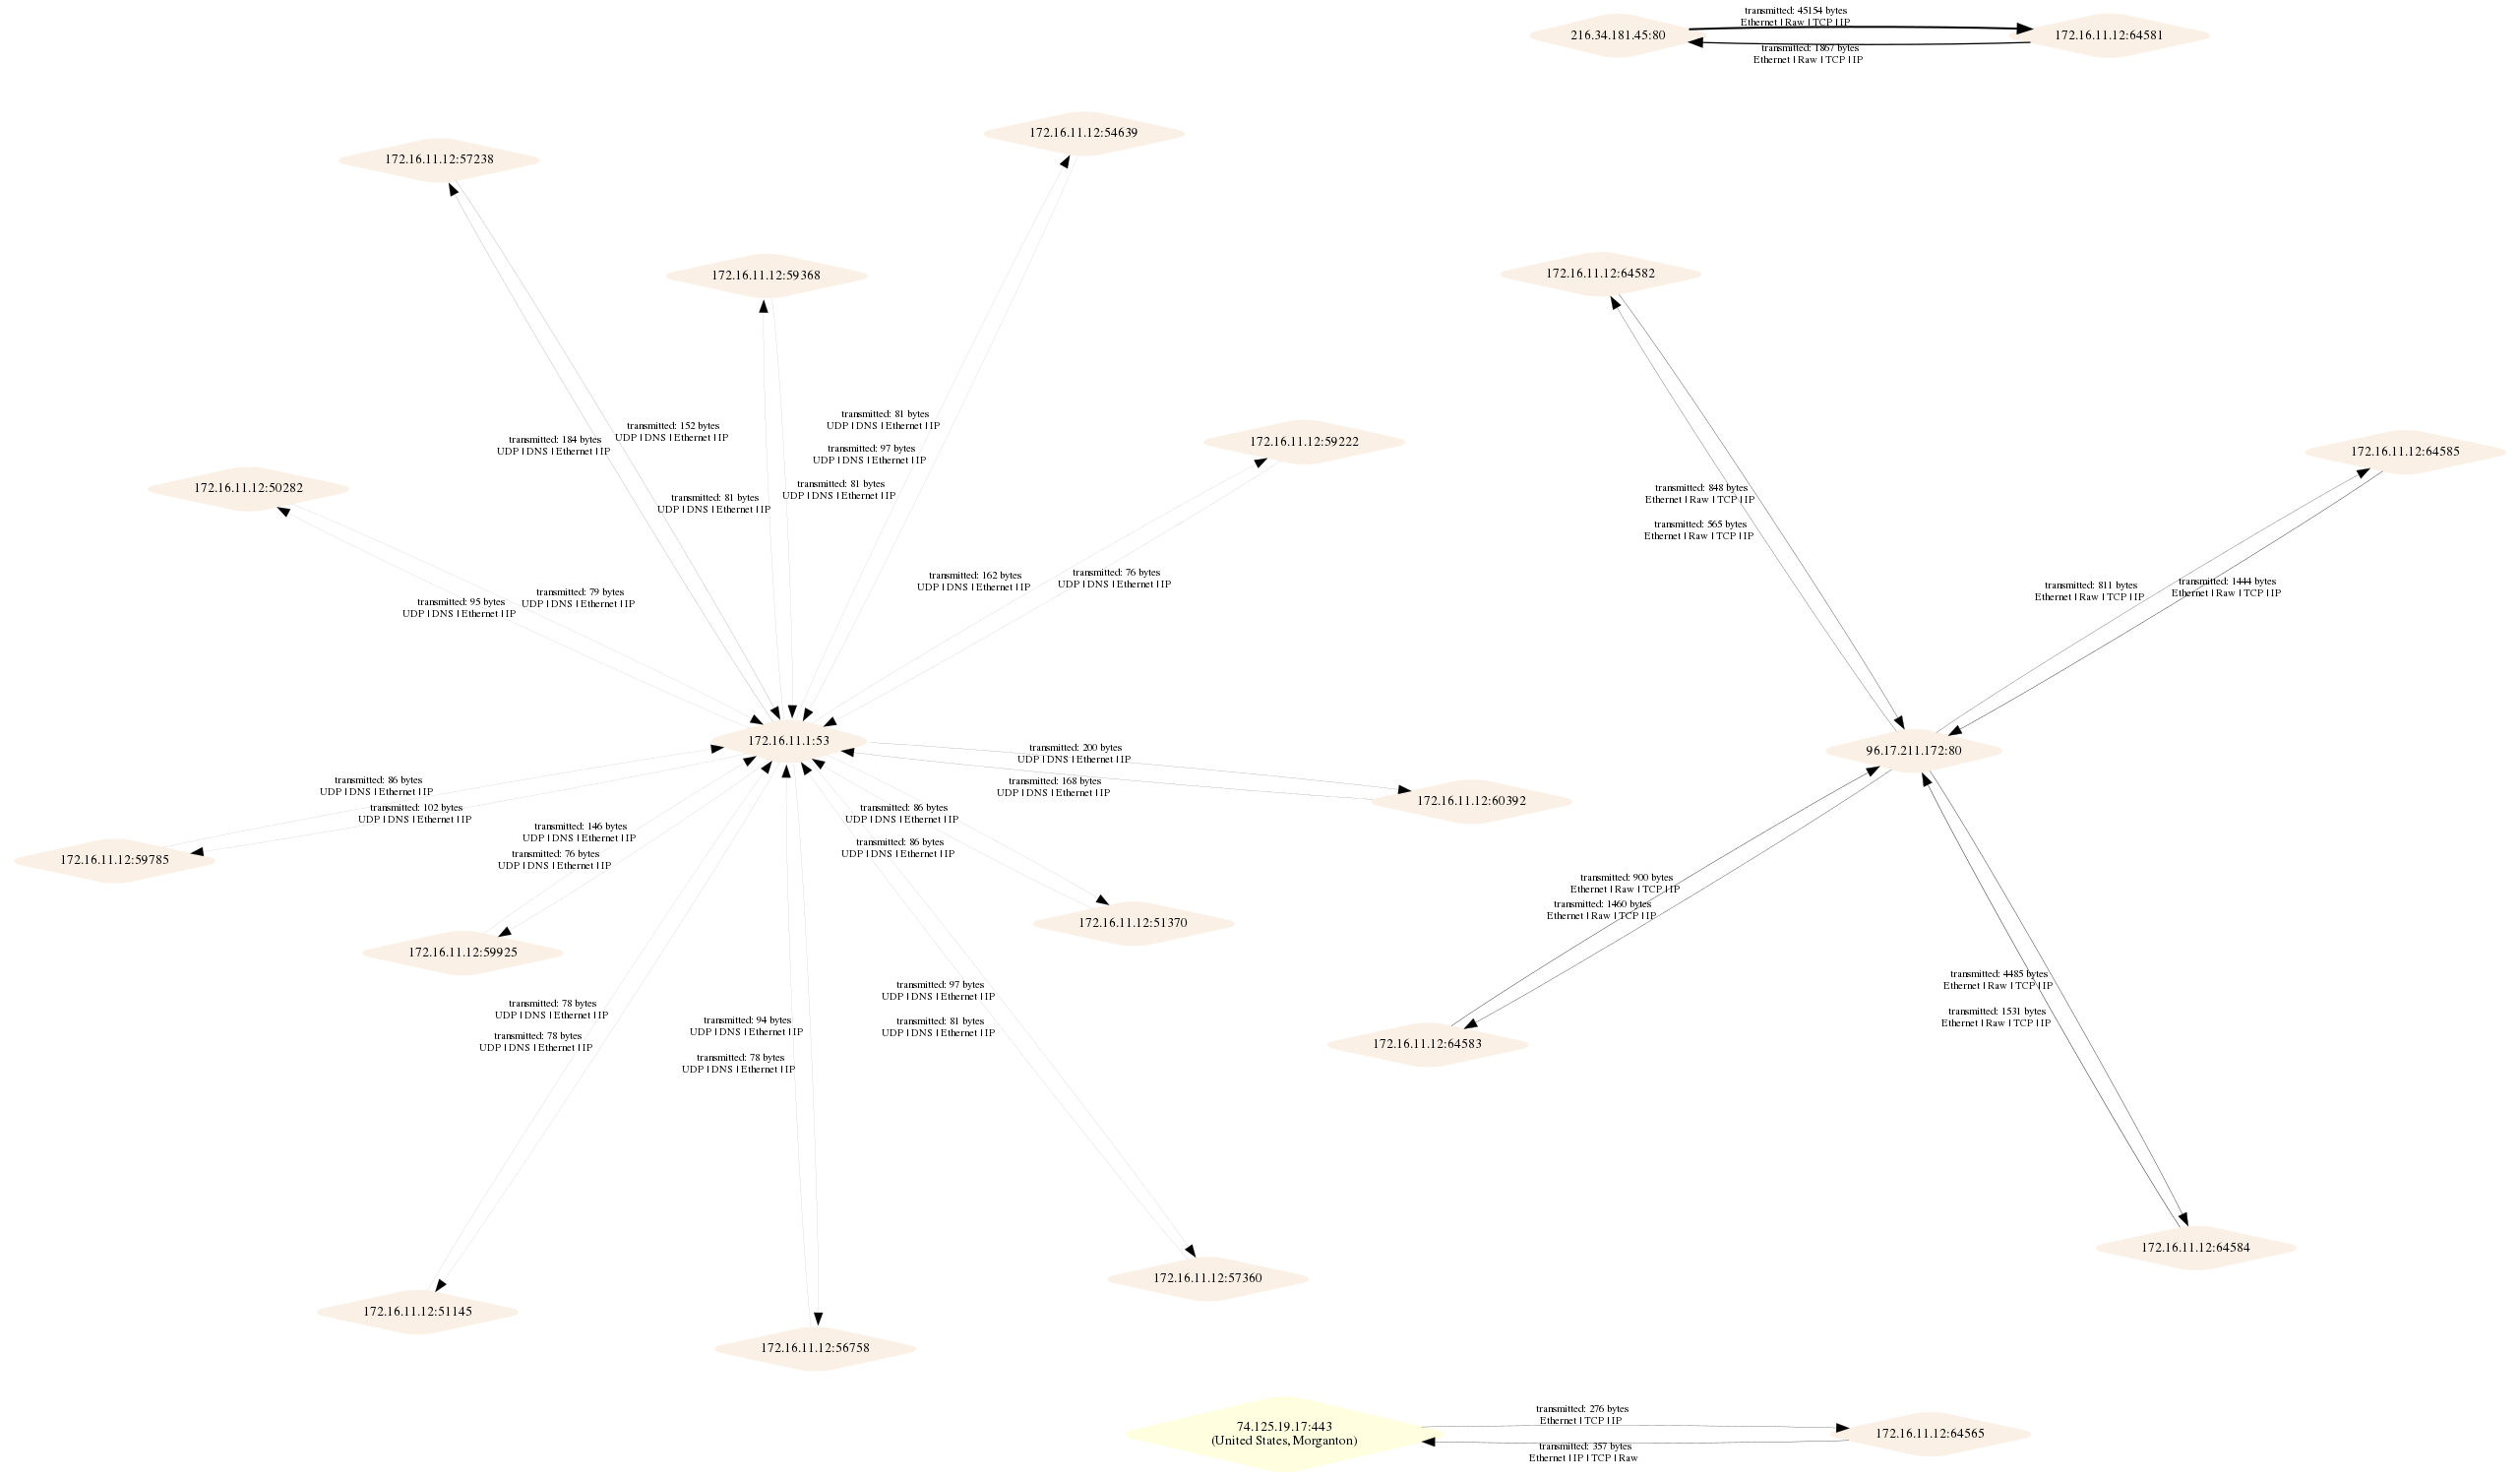 transmitted: 45154 bytes
Ethernet | Raw | TCP | IP
216.34.181.45:80
172.16.11.12:64581
transmitted: 1867 bytes
Ethernet | Raw | TCP | IP
172.16.11.12:54639
172.16.11.12:57238
172.16.11.12:59368
172.16.11.12:64582
transmitted: 81 bytes
UDP | DNS | Ethernet | IP
transmitted: 152 bytes
UDP | DNS | Ethernet | IP
transmitted: 184 bytes
UDP | DNS | Ethernet | IP
172.16.11.12:59222
172.16.11.12:64585
transmitted: 97 bytes
UDP | DNS | Ethernet | IP
172.16.11.12:50282
transmitted: 81 bytes
UDP | DNS | Ethernet | IP
transmitted: 848 bytes
Ethernet | Raw | TCP | IP
transmitted: 81 bytes
UDP | DNS | Ethernet | IP
transmitted: 565 bytes
Ethernet | Raw | TCP | IP
transmitted: 162 bytes
UDP | DNS | Ethernet | IP
transmitted: 76 bytes
UDP | DNS | Ethernet | IP
transmitted: 811 bytes
Ethernet | Raw | TCP | IP
transmitted: 1444 bytes
Ethernet | Raw | TCP | IP
transmitted: 79 bytes
UDP | DNS | Ethernet | IP
transmitted: 95 bytes
UDP | DNS | Ethernet | IP
172.16.11.1:53
transmitted: 200 bytes
UDP | DNS | Ethernet | IP
96.17.211.172:80
transmitted: 86 bytes
UDP | DNS | Ethernet | IP
transmitted: 168 bytes
UDP | DNS | Ethernet | IP
172.16.11.12:60392
transmitted: 102 bytes
UDP | DNS | Ethernet | IP
transmitted: 86 bytes
UDP | DNS | Ethernet | IP
transmitted: 146 bytes
UDP | DNS | Ethernet | IP
transmitted: 86 bytes
UDP | DNS | Ethernet | IP
172.16.11.12:59785
transmitted: 76 bytes
UDP | DNS | Ethernet | IP
transmitted: 900 bytes
Ethernet | Raw | TCP | IP
transmitted: 1460 bytes
Ethernet | Raw | TCP | IP
172.16.11.12:51370
172.16.11.12:59925
transmitted: 4485 bytes
Ethernet | Raw | TCP | IP
transmitted: 97 bytes
UDP | DNS | Ethernet | IP
transmitted: 78 bytes
UDP | DNS | Ethernet | IP
transmitted: 1531 bytes
Ethernet | Raw | TCP | IP
transmitted: 94 bytes
UDP | DNS | Ethernet | IP
transmitted: 81 bytes
UDP | DNS | Ethernet | IP
transmitted: 78 bytes
UDP | DNS | Ethernet | IP
172.16.11.12:64583
transmitted: 78 bytes
UDP | DNS | Ethernet | IP
172.16.11.12:64584
172.16.11.12:57360
172.16.11.12:51145
172.16.11.12:56758
transmitted: 276 bytes
Ethernet | TCP | IP
74.125.19.17:443
(United States, Morganton)
172.16.11.12:64565
transmitted: 357 bytes
Ethernet | IP | TCP | Raw